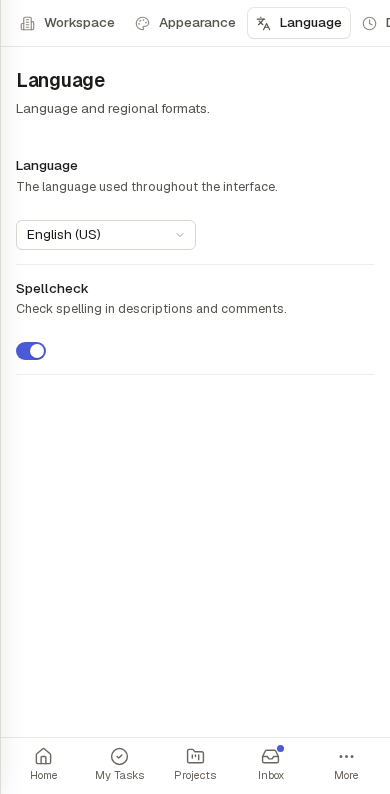 Workspace
Appearance
Language
Language
Language and regional formats.
Language
The language used throughout the interface.
English (US)
Spellcheck
Check spelling in descriptions and comments.
Home
My Tasks
Projects
Inbox
More